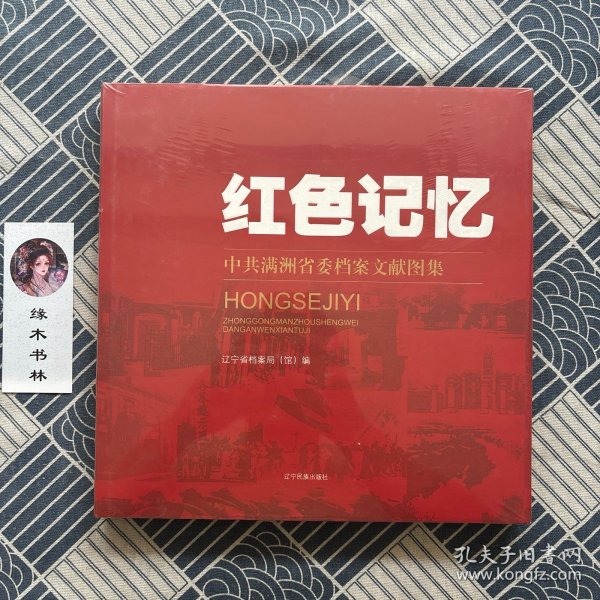 红色记忆
中共满洲省委档案文献图集
HONGSEJIYI
ZHONGGONGMANZHOUSHENGWEI
DANGANWENXIANTUJI
辽宁省档案局（馆）编
辽宁民族出版社
缘木书林
孔夫子旧书网
www.kongfz.com